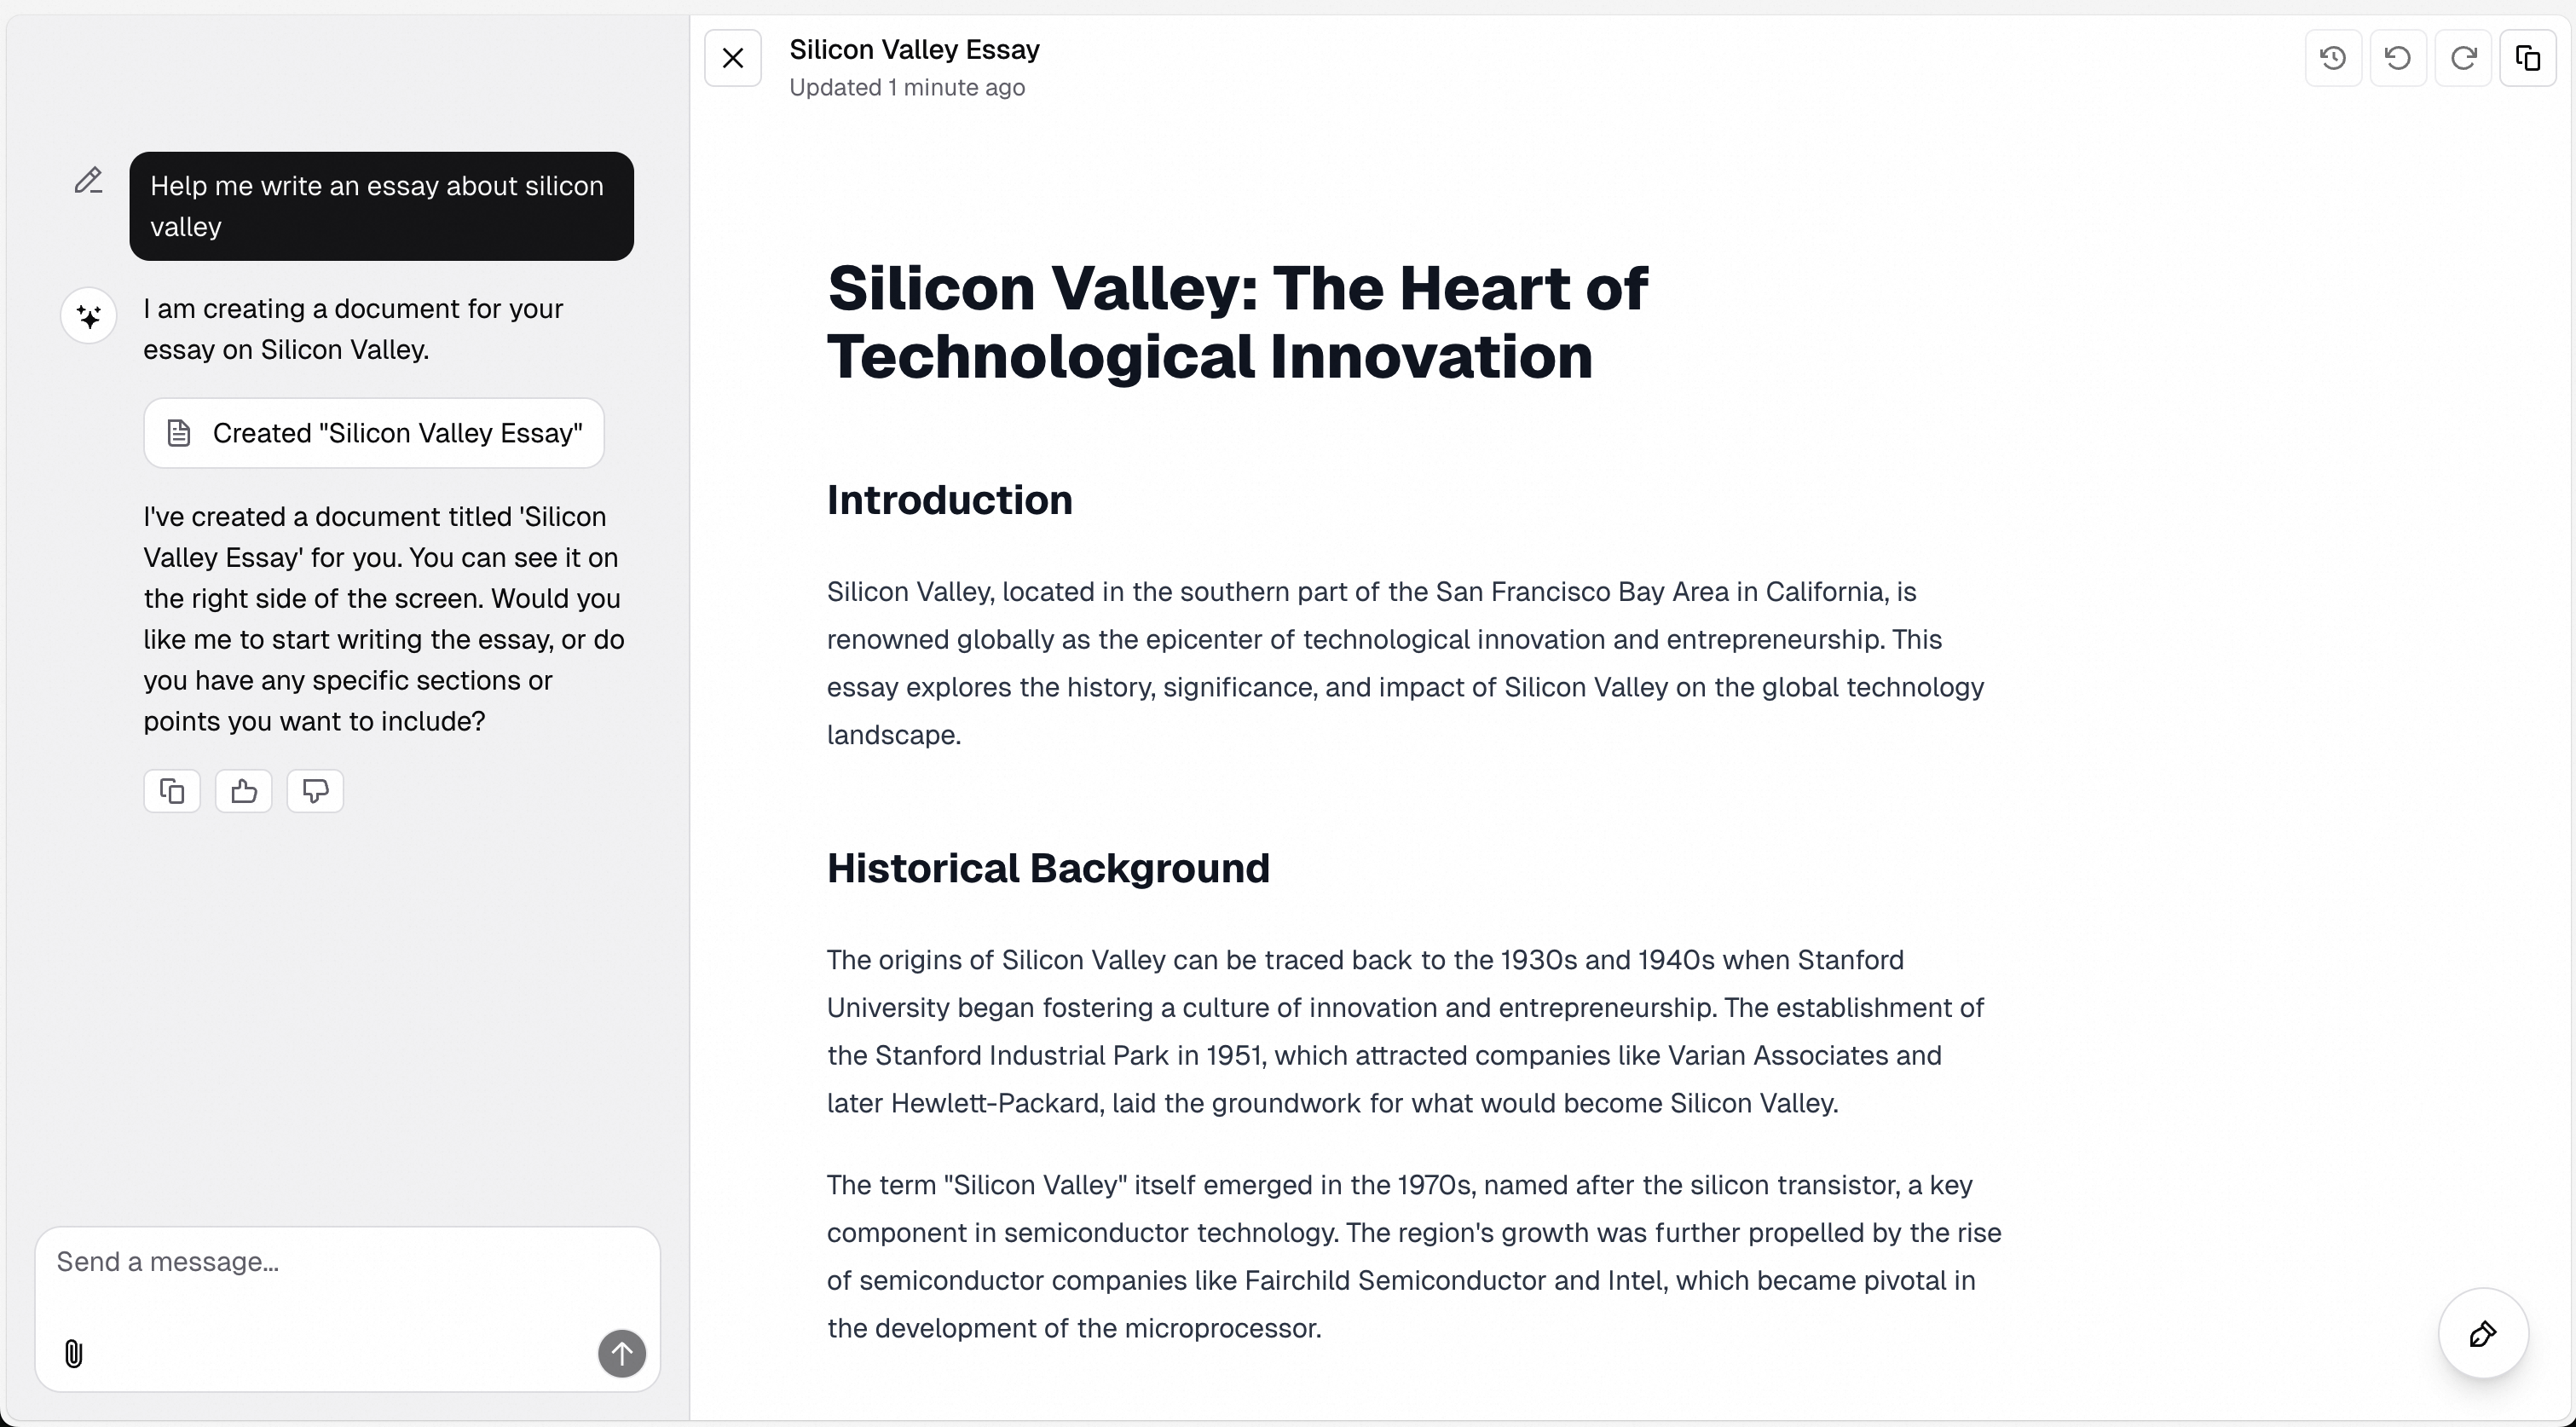 Help me write an essay about silicon
valley
I am creating a document for your
essay on Silicon Valley.
Created "Silicon Valley Essay"
I've created a document titled 'Silicon
Valley Essay' for you. You can see it on
the right side of the screen. Would you
like me to start writing the essay, or do
you have any specific sections or
points you want to include?
Send a message...
Silicon Valley Essay
Updated 1 minute ago
Silicon Valley: The Heart of
Technological Innovation
Introduction
Silicon Valley, located in the southern part of the San Francisco Bay Area in California, is
renowned globally as the epicenter of technological innovation and entrepreneurship. This
essay explores the history, significance, and impact of Silicon Valley on the global technology
landscape.
Historical Background
The origins of Silicon Valley can be traced back to the 1930s and 1940s when Stanford
University began fostering a culture of innovation and entrepreneurship. The establishment of
the Stanford Industrial Park in 1951, which attracted companies like Varian Associates and
later Hewlett-Packard, laid the groundwork for what would become Silicon Valley.
The term "Silicon Valley" itself emerged in the 1970s, named after the silicon transistor, a key
component in semiconductor technology. The region's growth was further propelled by the rise
of semiconductor companies like Fairchild Semiconductor and Intel, which became pivotal in
the development of the microprocessor.